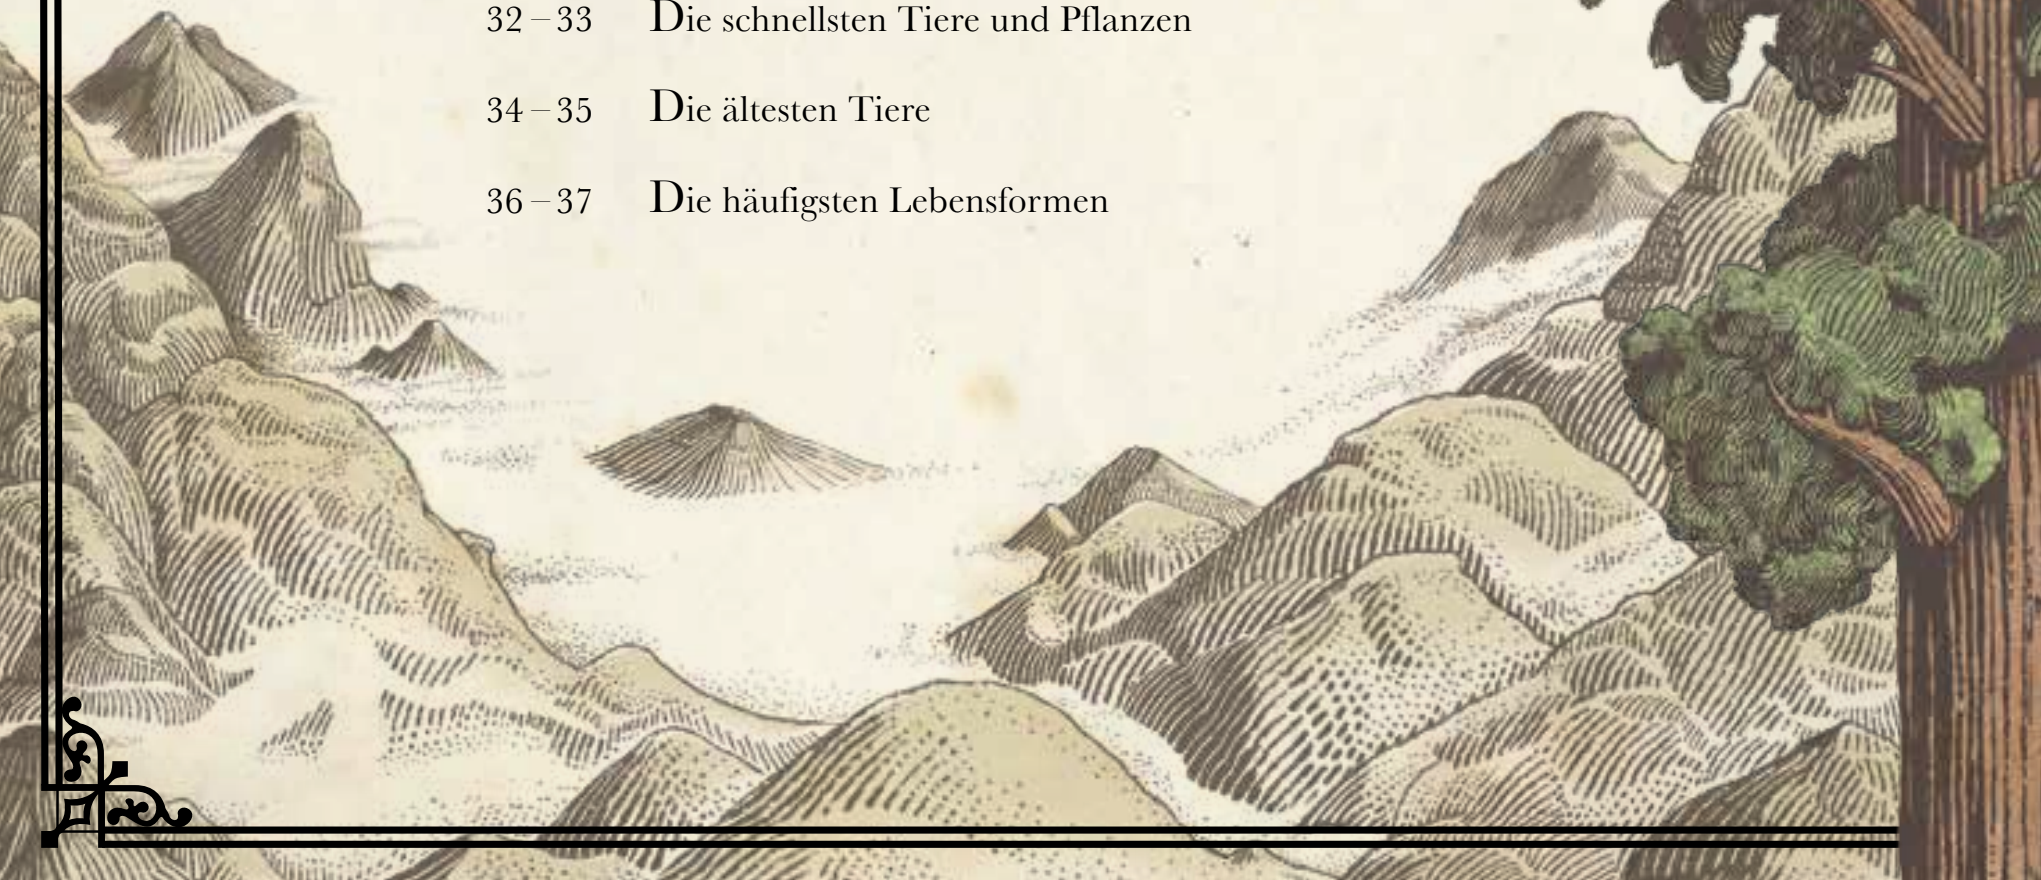 32 – 33 Die schnellsten Tiere und Pflanzen
34 – 35 Die ältesten Tiere
36 – 37 Die häufigsten Lebensformen